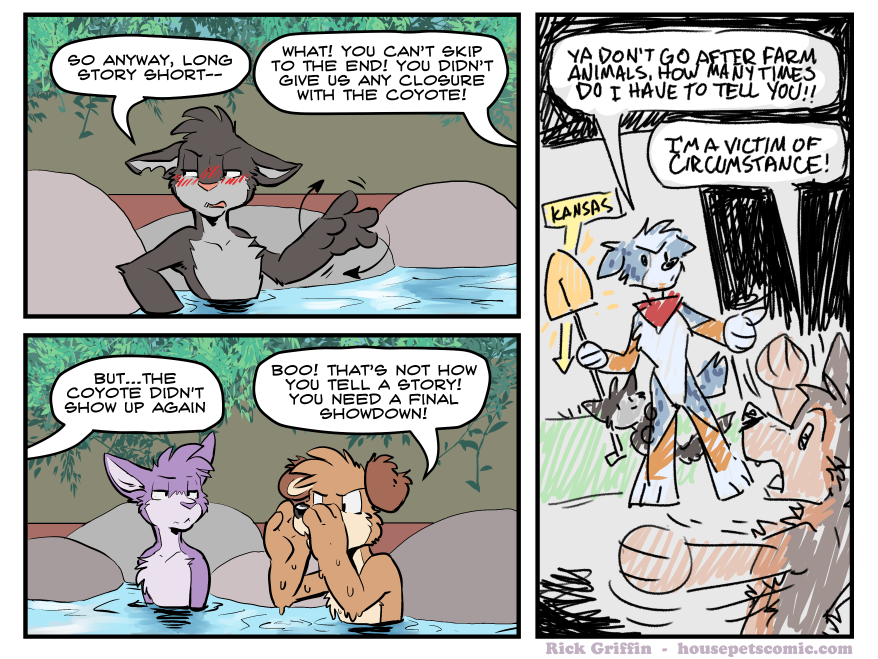 SO ANYWAY, LONG
STORY SHORT--
WHAT! YOU CAN'T SKIP
TO THE END! YOU DIDN'T
GIVE US ANY CLOSURE
WITH THE COYOTE!
BUT...THE
COYOTE DIDN'T
SHOW UP AGAIN
BOO! THAT'S NOT HOW
YOU TELL A STORY!
YOU NEED A FINAL
SHOWDOWN!
YA DON'T GO AFTER FARM
ANIMALS, HOW MANY TIMES
DO I HAVE TO TELL YOU!!
I'M A VICTIM OF
CIRCUMSTANCE!
KANSAS
Rick Griffin - housepetscomic.com